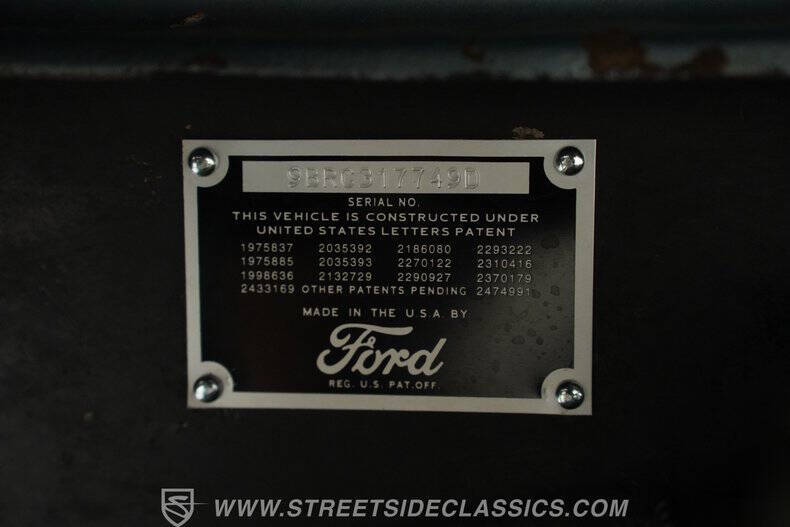 9BRC317749D
SERIAL NO.
THIS VEHICLE IS CONSTRUCTED UNDER
UNITED STATES LETTERS PATENT
1975837 2035392 2186080 2293222
1975885 2035393 2270122 2310416
1998636 2132729 2290927 2370179
2433169 OTHER PATENTS PENDING 2474991
MADE IN THE U.S.A. BY
Ford
REG. U.S. PAT. OFF.
WWW.STREETSIDECLASSICS.COM